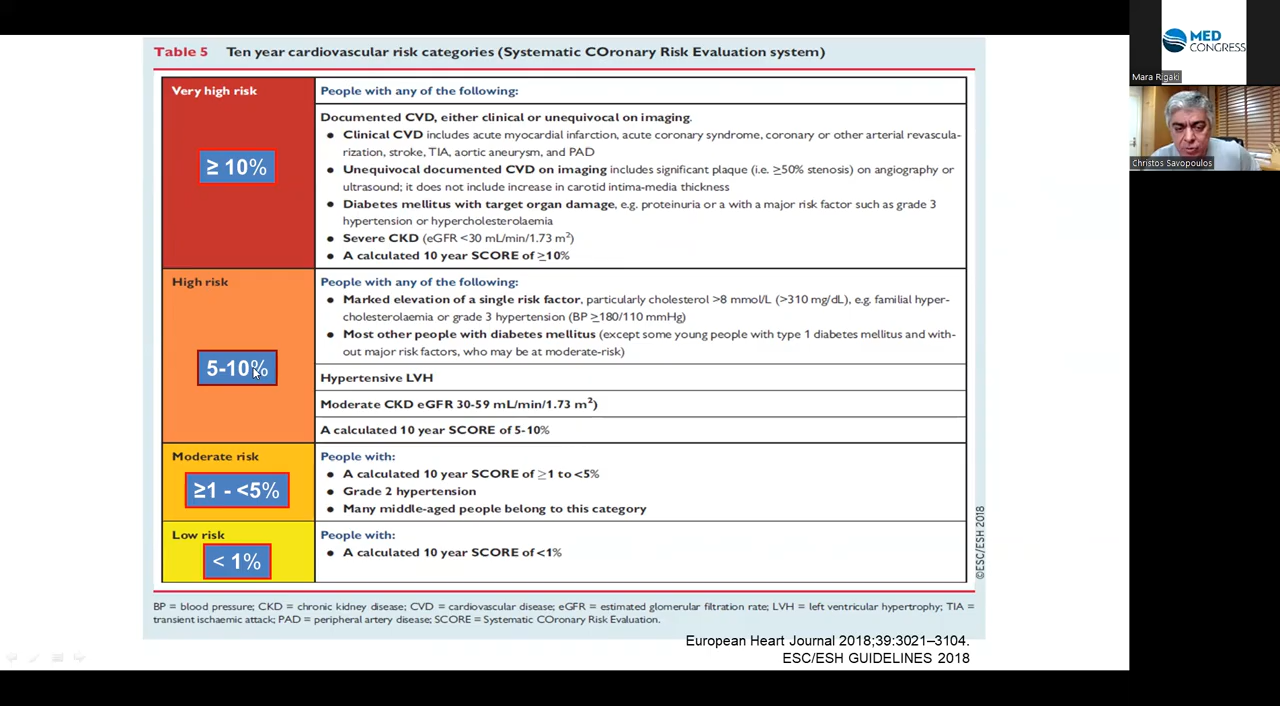 Table 5 Ten year cardiovascular risk categories (Systematic COronary Risk Evaluation system)
Very high risk
≥ 10%
People with any of the following:
Documented CVD, either clinical or unequivocal on imaging.
● Clinical CVD includes acute myocardial infarction, acute coronary syndrome, coronary or other arterial revascula-
rization, stroke, TIA, aortic aneurysm, and PAD
● Unequivocal documented CVD on imaging includes significant plaque (i.e. ≥50% stenosis) on angiography or
ultrasound; it does not include increase in carotid intima-media thickness
● Diabetes mellitus with target organ damage, e.g. proteinuria or a with a major risk factor such as grade 3
hypertension or hypercholesterolaemia
● Severe CKD (eGFR <30 mL/min/1.73 m²)
● A calculated 10 year SCORE of ≥10%
High risk
5-10%
People with any of the following:
● Marked elevation of a single risk factor, particularly cholesterol >8 mmol/L (>310 mg/dL), e.g. familial hyper-
cholesterolaemia or grade 3 hypertension (BP ≥180/110 mmHg)
● Most other people with diabetes mellitus (except some young people with type 1 diabetes mellitus and with-
out major risk factors, who may be at moderate-risk)
Hypertensive LVH
Moderate CKD eGFR 30-59 mL/min/1.73 m²)
A calculated 10 year SCORE of 5-10%
Moderate risk
≥1 - <5%
People with:
● A calculated 10 year SCORE of ≥1 to <5%
● Grade 2 hypertension
● Many middle-aged people belong to this category
Low risk
< 1%
People with:
● A calculated 10 year SCORE of <1%
©ESC/ESH 2018
BP = blood pressure; CKD = chronic kidney disease; CVD = cardiovascular disease; eGFR = estimated glomerular filtration rate; LVH = left ventricular hypertrophy; TIA =
transient ischaemic attack; PAD = peripheral artery disease; SCORE = Systematic COronary Risk Evaluation.
European Heart Journal 2018;39:3021–3104.
ESC/ESH GUIDELINES 2018
MED
CONGRESS
Mara Rigaki
Christos Savopoulos